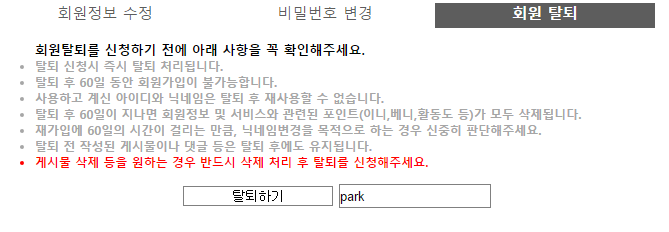 회원정보 수정 비밀번호 변경 회원 탈퇴
회원탈퇴를 신청하기 전에 아래 사항을 꼭 확인해주세요.
탈퇴 신청시 즉시 탈퇴 처리됩니다.
탈퇴 후 60일 동안 회원가입이 불가능합니다.
사용하고 계신 아이디와 닉네임은 탈퇴 후 재사용할 수 없습니다.
탈퇴 후 60일이 지나면 회원정보 및 서비스와 관련된 포인트(이니,베니,활동도 등)가 모두 삭제됩니다.
재가입에 60일의 시간이 걸리는 만큼, 닉네임변경을 목적으로 하는 경우 신중히 판단해주세요.
탈퇴 전 작성된 게시물이나 댓글 등은 탈퇴 후에도 유지됩니다.
게시물 삭제 등을 원하는 경우 반드시 삭제 처리 후 탈퇴를 신청해주세요.
탈퇴하기 park